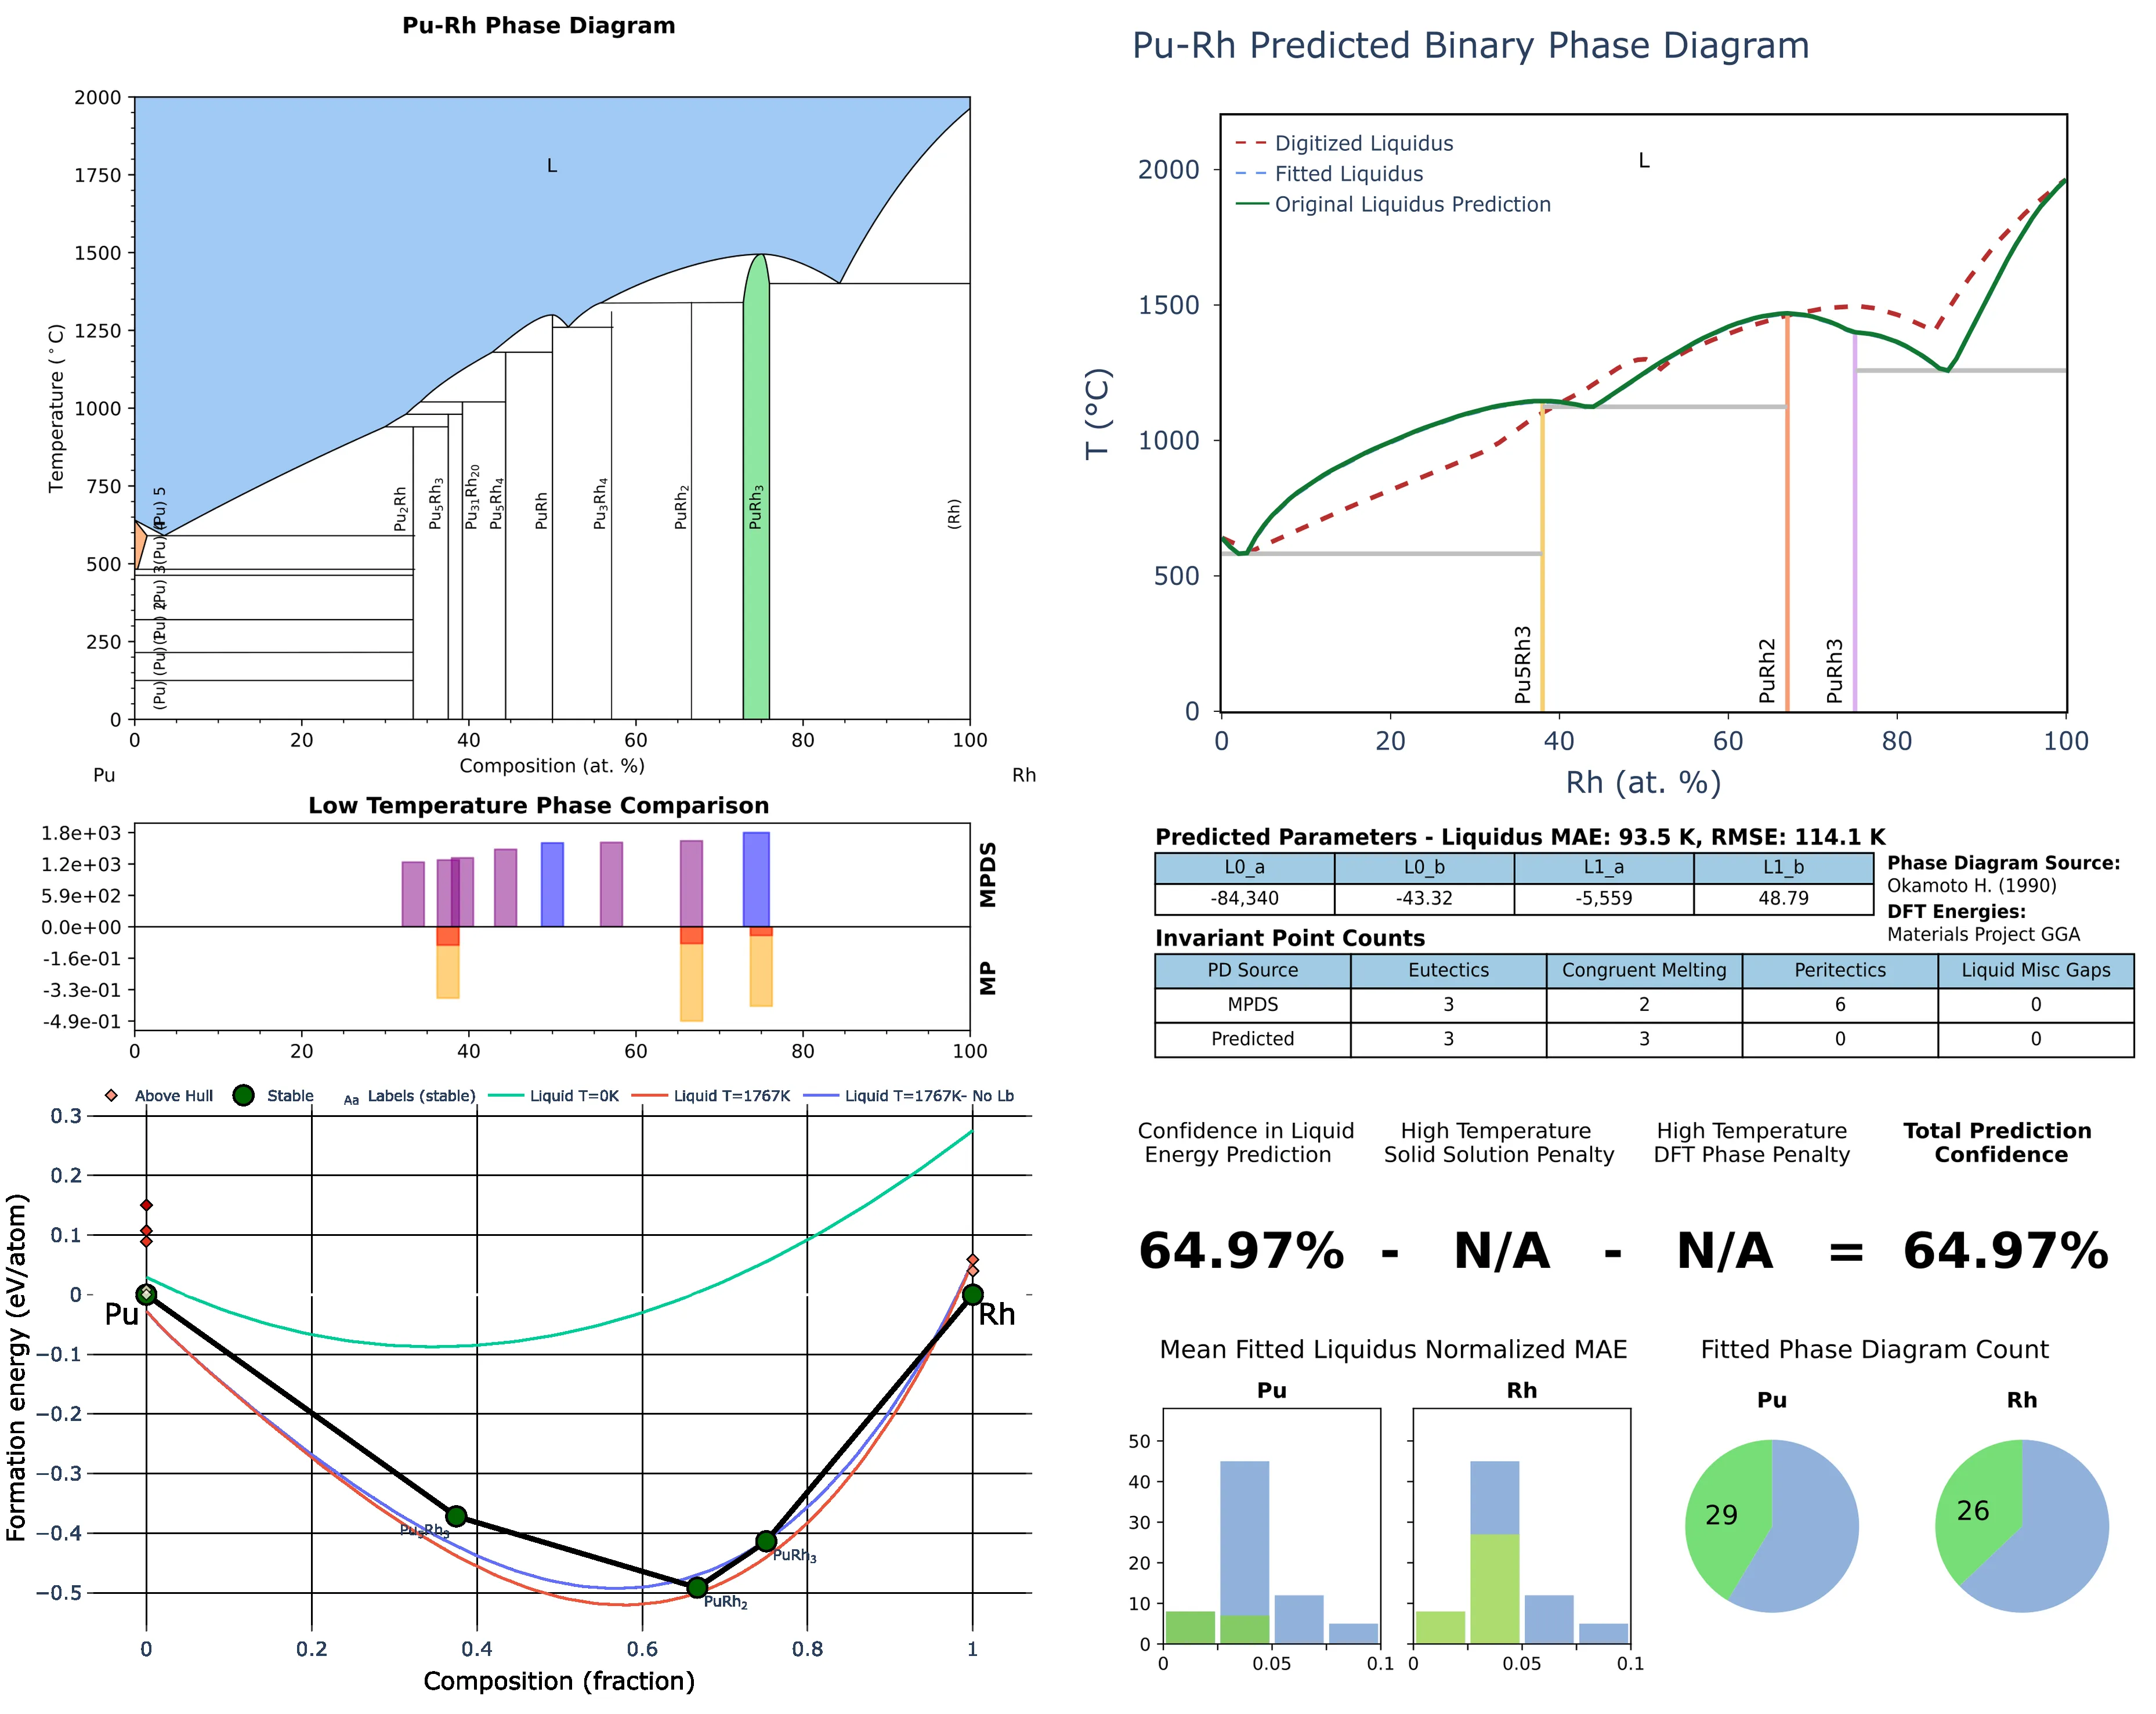 Pu-Rh Phase Diagram
2000
1750
1500
1250
1000
750
500
250
0
Temperature (°C)
L
(Pu) (Pu) 1 (Pu) 2 (Pu) 3 (Pu) 4 (Pu) 5
Pu2Rh
Pu5Rh3
Pu31Rh20
Pu5Rh4
PuRh
Pu3Rh4
PuRh2
PuRh3
(Rh)
0 20 40 60 80 100
Composition (at. %)
Pu Rh
Low Temperature Phase Comparison
1.8e+03
1.2e+03
5.9e+02
0.0e+00
-1.6e-01
-3.3e-01
-4.9e-01
MPDS
MP
0 20 40 60 80 100
Above Hull Stable Aa Labels (stable) Liquid T=0K Liquid T=1767K Liquid T=1767K- No Lb
0.3
0.2
0.1
0
−0.1
−0.2
−0.3
−0.4
−0.5
Formation energy (eV/atom)
Pu
Rh
Pu5Rh3
PuRh3
PuRh2
0 0.2 0.4 0.6 0.8 1
Composition (fraction)
Pu-Rh Predicted Binary Phase Diagram
Digitized Liquidus
Fitted Liquidus
Original Liquidus Prediction
L
2000
1500
1000
500
0
T (°C)
Pu5Rh3
PuRh2
PuRh3
0 20 40 60 80 100
Rh (at. %)
Predicted Parameters - Liquidus MAE: 93.5 K, RMSE: 114.1 K
L0_a L0_b L1_a L1_b
-84,340 -43.32 -5,559 48.79
Phase Diagram Source:
Okamoto H. (1990)
DFT Energies:
Materials Project GGA
Invariant Point Counts
PD Source Eutectics Congruent Melting Peritectics Liquid Misc Gaps
MPDS 3 2 6 0
Predicted 3 3 0 0
Confidence in Liquid
Energy Prediction
High Temperature
Solid Solution Penalty
High Temperature
DFT Phase Penalty
Total Prediction
Confidence
64.97% - N/A - N/A = 64.97%
Mean Fitted Liquidus Normalized MAE
Pu
Rh
50
40
30
20
10
0
0 0.05 0.1
0 0.05 0.1
Fitted Phase Diagram Count
Pu
Rh
29
26